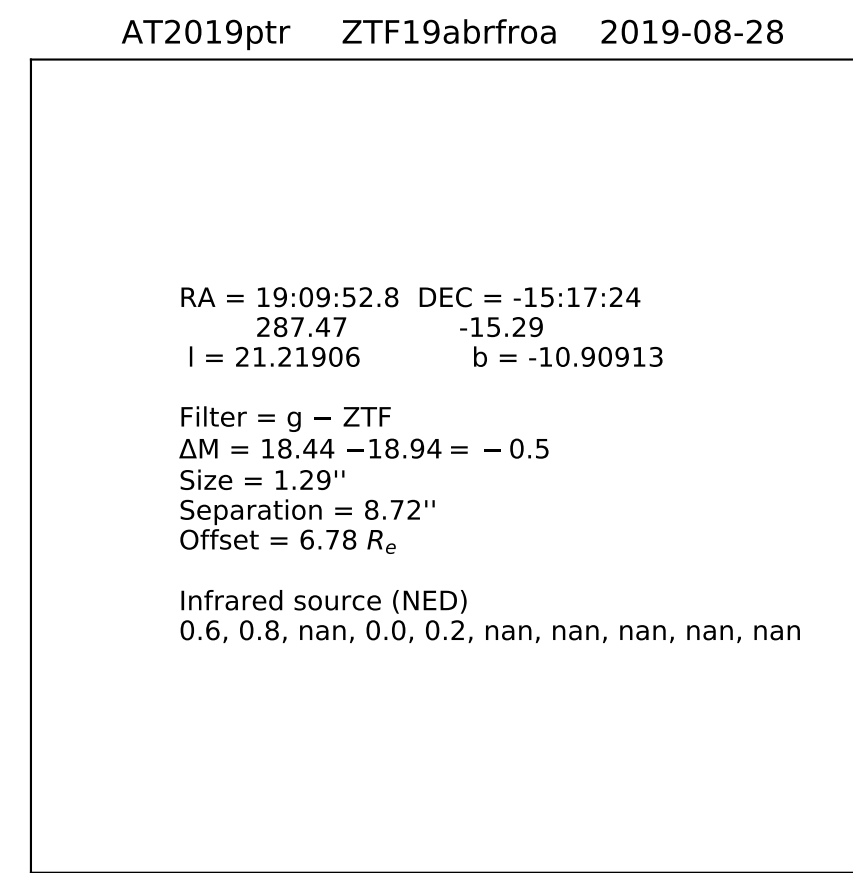 AT2019ptr ZTF19abrfroa 2019-08-28
RA = 19:09:52.8 DEC = -15:17:24
287.47 -15.29
l = 21.21906 b = -10.90913
Filter = g − ZTF
ΔM = 18.44 −18.94 = − 0.5
Size = 1.29''
Separation = 8.72''
Offset = 6.78 Re
Infrared source (NED)
0.6, 0.8, nan, 0.0, 0.2, nan, nan, nan, nan, nan